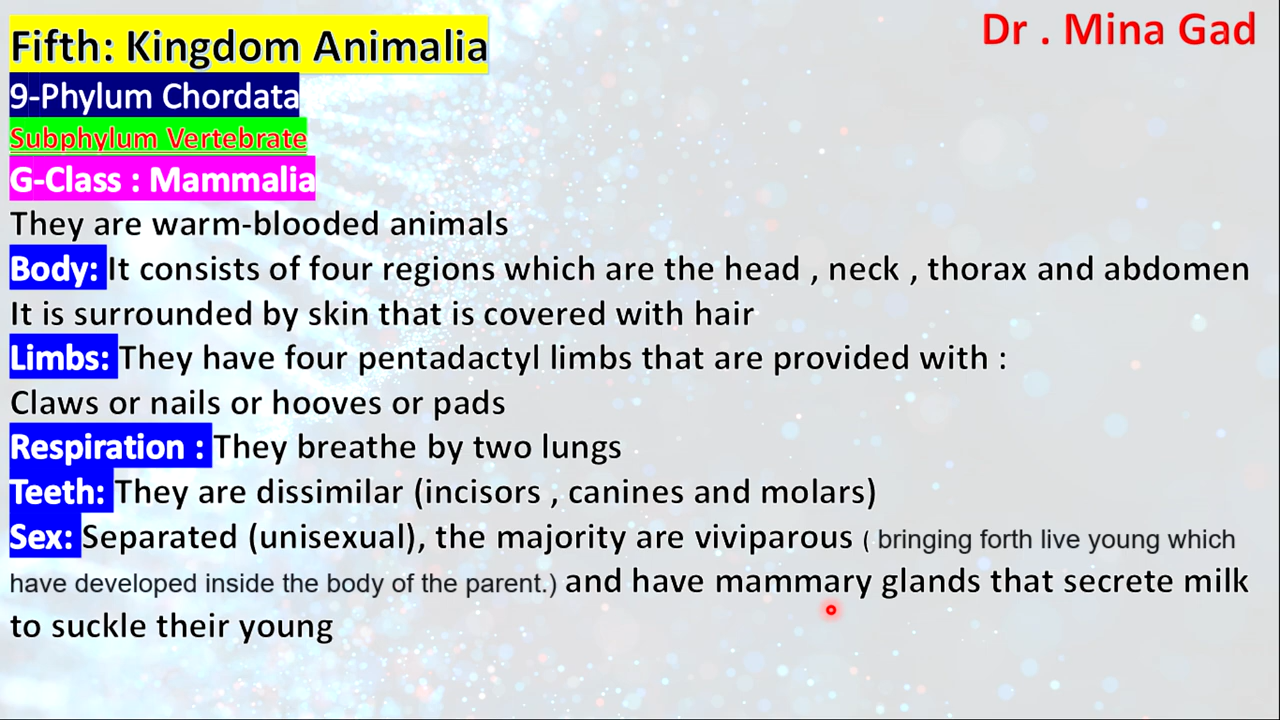 Fifth: Kingdom Animalia
Dr . Mina Gad
9-Phylum Chordata
Subphylum Vertebrate
G-Class : Mammalia
They are warm-blooded animals
Body: It consists of four regions which are the head , neck , thorax and abdomen
It is surrounded by skin that is covered with hair
Limbs: They have four pentadactyl limbs that are provided with :
Claws or nails or hooves or pads
Respiration : They breathe by two lungs
Teeth: They are dissimilar (incisors , canines and molars)
Sex: Separated (unisexual), the majority are viviparous ( bringing forth live young which
have developed inside the body of the parent.) and have mammary glands that secrete milk
to suckle their young